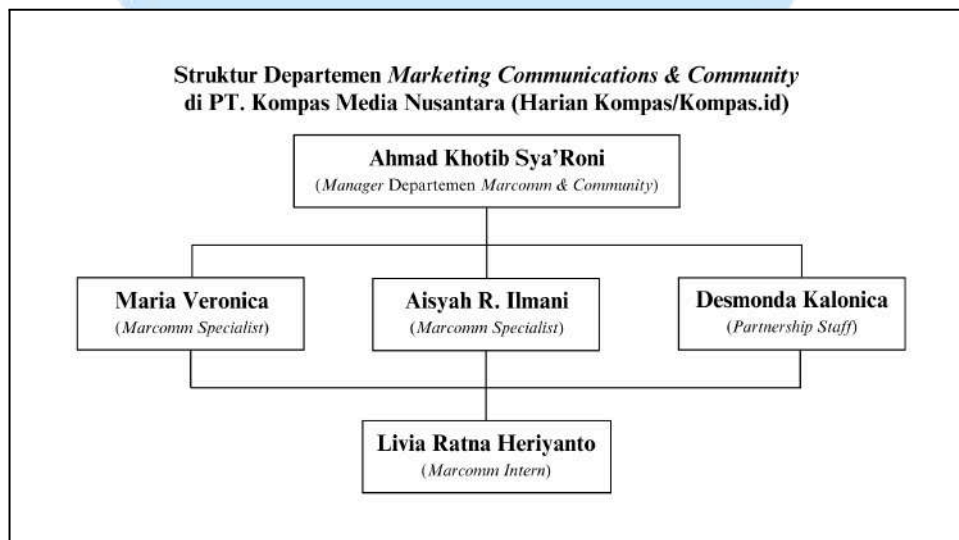 Struktur Departemen Marketing Communications & Community
di PT. Kompas Media Nusantara (Harian Kompas/Kompas.id)
Ahmad Khotib Sya'Roni
(Manager Departemen Marcomm & Community)
Maria Veronica
(Marcomm Specialist)
Aisyah R. Ilmani
(Marcomm Specialist)
Desmonda Kalonica
(Partnership Staff)
Livia Ratna Heriyanto
(Marcomm Intern)